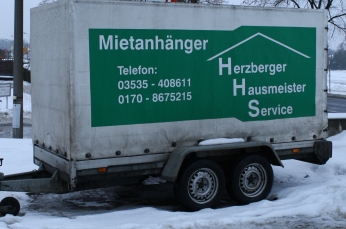 Mietanhänger
Telefon:
03535 - 408611
0170 - 8675215
Herzberger
Hausmeister
Service